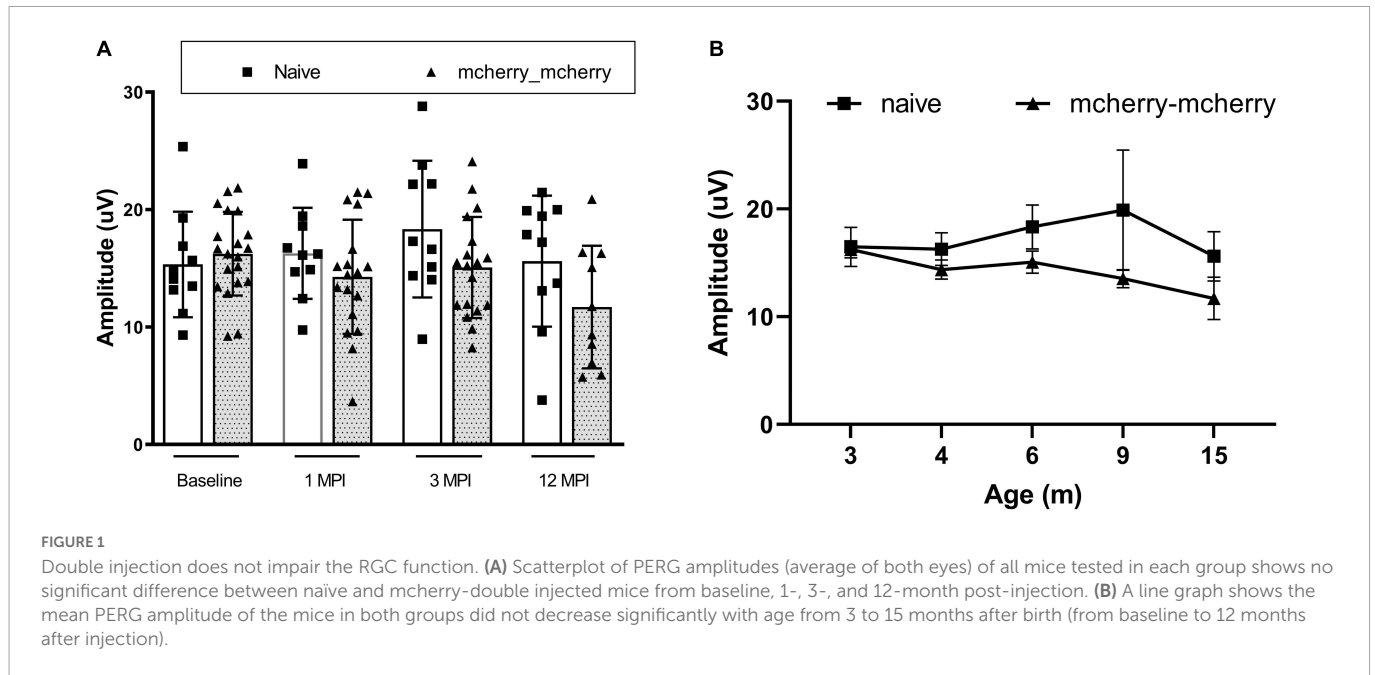 A
Naive
mcherry_mcherry
30
20
10
0
Amplitude (uV)
Baseline
1 MPI
3 MPI
12 MPI
B
naive
mcherry-mcherry
30
20
10
0
Amplitude (uV)
3
4
6
9
15
Age (m)
FIGURE 1
Double injection does not impair the RGC function. (A) Scatterplot of PERG amplitudes (average of both eyes) of all mice tested in each group shows no
significant difference between naïve and mcherry-double injected mice from baseline, 1-, 3-, and 12-month post-injection. (B) A line graph shows the
mean PERG amplitude of the mice in both groups did not decrease significantly with age from 3 to 15 months after birth (from baseline to 12 months
after injection).